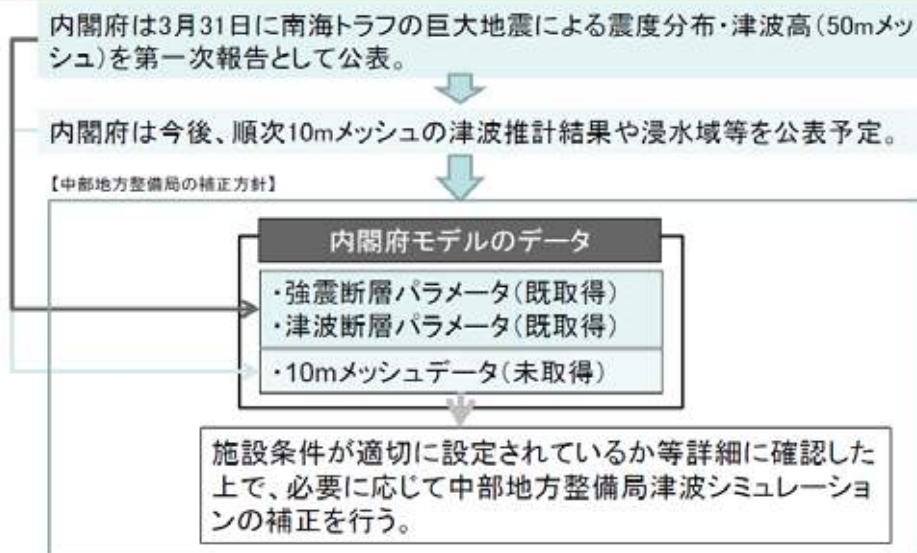 内閣府は3月31日に南海トラフの巨大地震による震度分布・津波高(50mメッ
シュ)を第一次報告として公表。
内閣府は今後、順次10mメッシュの津波推計結果や浸水域等を公表予定。
【中部地方整備局の補正方針】
内閣府モデルのデータ
・強震断層パラメータ(既取得)
・津波断層パラメータ(既取得)
・10mメッシュデータ(未取得)
施設条件が適切に設定されているか等詳細に確認した
上で、必要に応じて中部地方整備局津波シミュレーショ
ンの補正を行う。